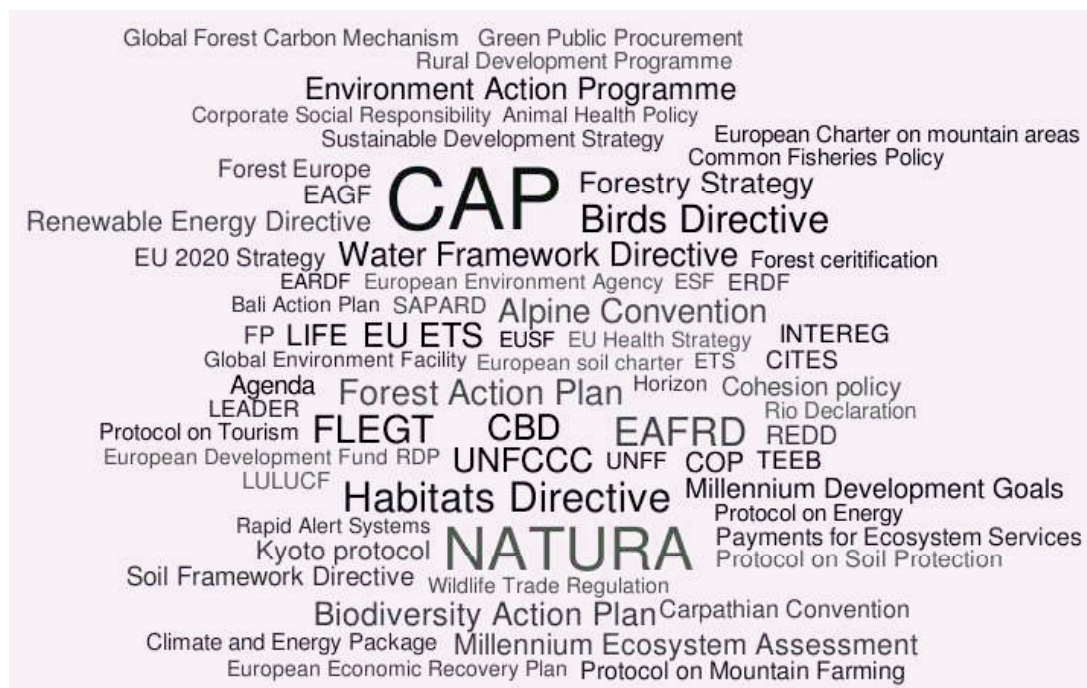 Global Forest Carbon Mechanism Green Public Procurement
Rural Development Programme
Environment Action Programme
Corporate Social Responsibility Animal Health Policy
Sustainable Development Strategy European Charter on mountain areas
Common Fisheries Policy
Forest Europe
CAP Forestry Strategy
EAGF
Renewable Energy Directive Birds Directive
EU 2020 Strategy Water Framework Directive Forest ceritification
EARDF European Environment Agency ESF ERDF
Bali Action Plan SAPARD Alpine Convention
FP LIFE EU ETS EUSF EU Health Strategy INTEREG
Global Environment Facility European soil charter ETS CITES
Agenda Forest Action Plan Horizon Cohesion policy
LEADER Rio Declaration
Protocol on Tourism FLEGT CBD EAFRD REDD
European Development Fund RDP UNFCCC UNFF COP TEEB
LULUCF
Habitats Directive Millennium Development Goals
Protocol on Energy
Rapid Alert Systems
Kyoto protocol NATURA Payments for Ecosystem Services
Protocol on Soil Protection
Soil Framework Directive Wildlife Trade Regulation
Biodiversity Action Plan Carpathian Convention
Climate and Energy Package Millennium Ecosystem Assessment
European Economic Recovery Plan Protocol on Mountain Farming